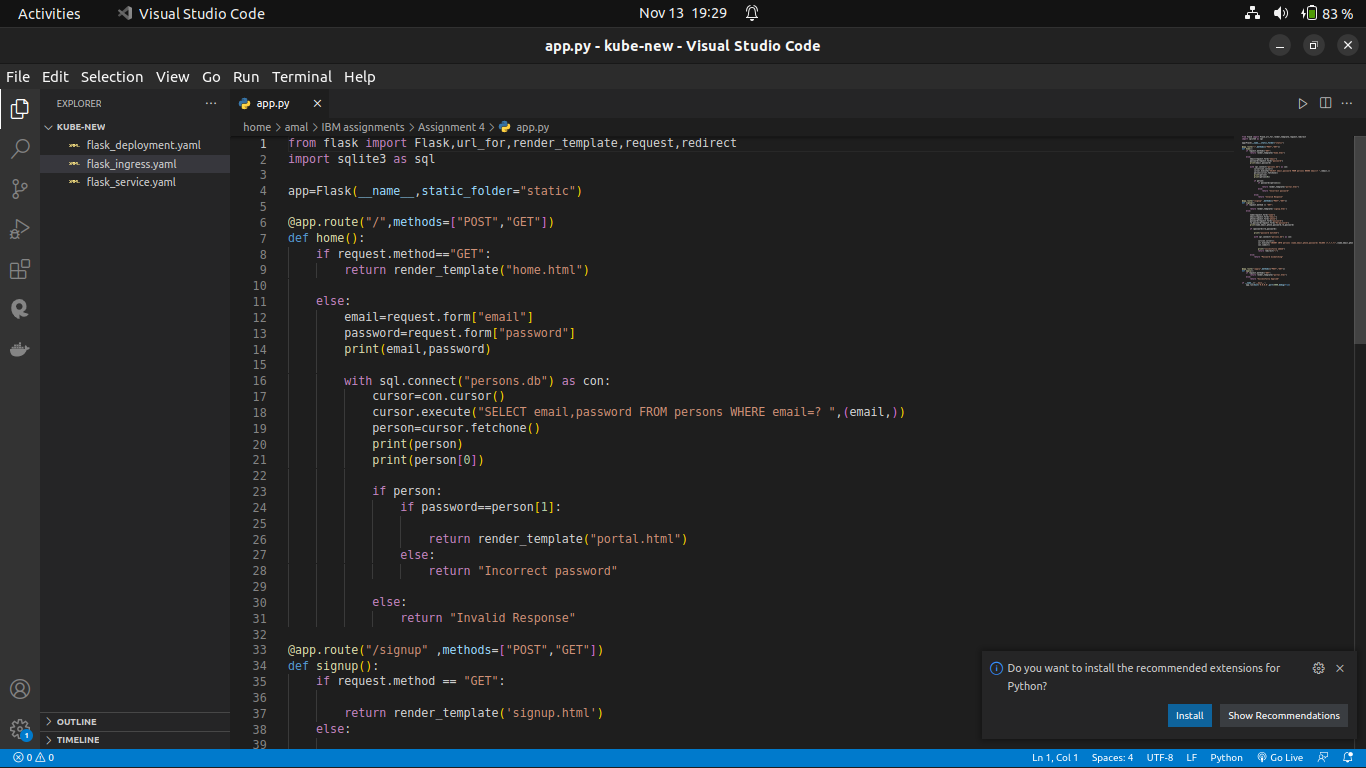 Activities Visual Studio Code Nov 13 19:29 83 %
app.py - kube-new - Visual Studio Code
File Edit Selection View Go Run Terminal Help
EXPLORER
KUBE-NEW
flask_deployment.yaml
flask_ingress.yaml
flask_service.yaml
OUTLINE
TIMELINE
1
app.py
home > amal > IBM assignments > Assignment 4 > app.py
1 from flask import Flask,url_for,render_template,request,redirect
2 import sqlite3 as sql
3
4 app=Flask(__name__,static_folder="static")
5
6 @app.route("/",methods=["POST","GET"])
7 def home():
8 if request.method=="GET":
9 return render_template("home.html")
10
11 else:
12 email=request.form["email"]
13 password=request.form["password"]
14 print(email,password)
15
16 with sql.connect("persons.db") as con:
17 cursor=con.cursor()
18 cursor.execute("SELECT email,password FROM persons WHERE email=? ",(email,))
19 person=cursor.fetchone()
20 print(person)
21 print(person[0])
22
23 if person:
24 if password==person[1]:
25
26 return render_template("portal.html")
27 else:
28 return "Incorrect password"
29
30 else:
31 return "Invalid Response"
32
33 @app.route("/signup" ,methods=["POST","GET"])
34 def signup():
35 if request.method == "GET":
36
37 return render_template('signup.html')
38 else:
39
Do you want to install the recommended extensions for
Python?
Install Show Recommendations
0 0 Ln 1, Col 1 Spaces: 4 UTF-8 LF Python Go Live